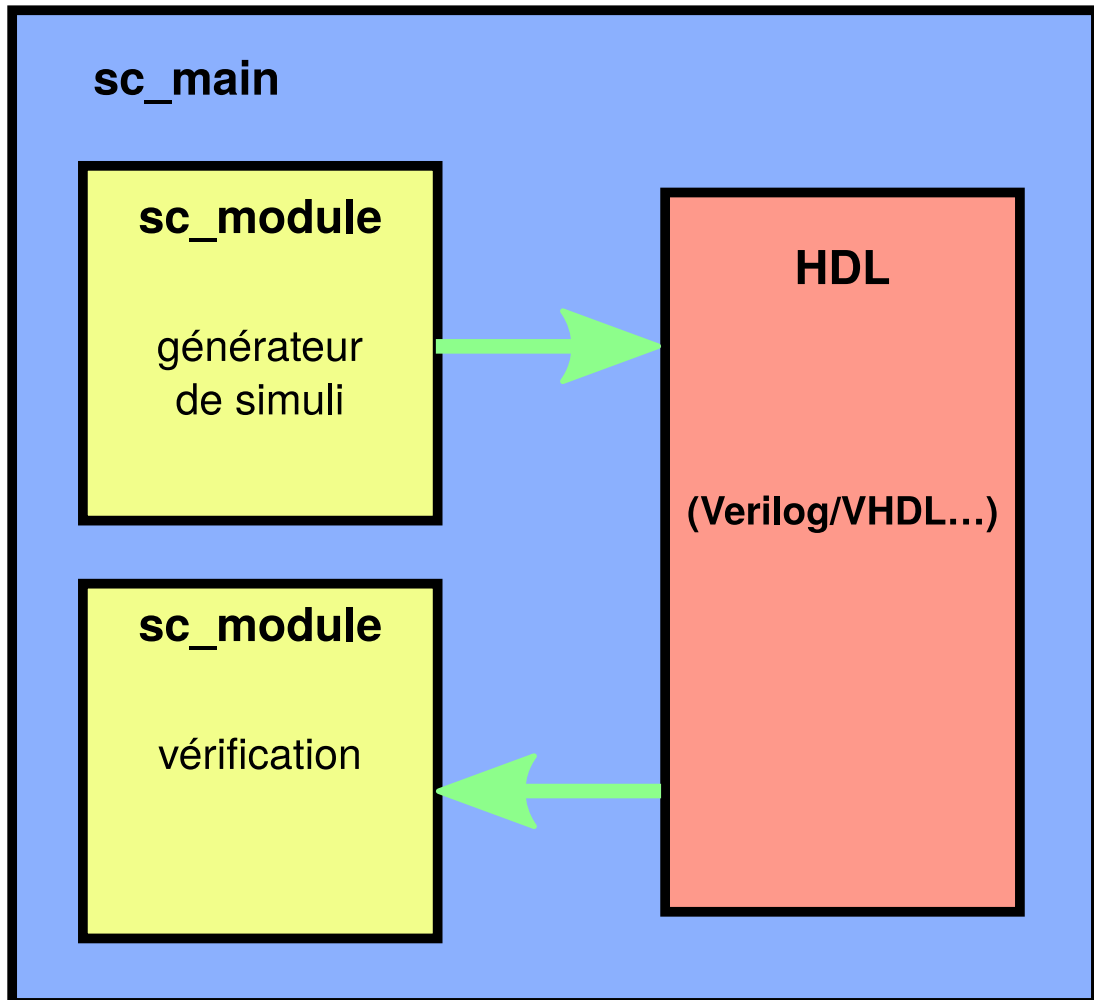 sc_main
sc_module
générateur
de simuli
HDL
(Verilog/VHDL…)
sc_module
vérification